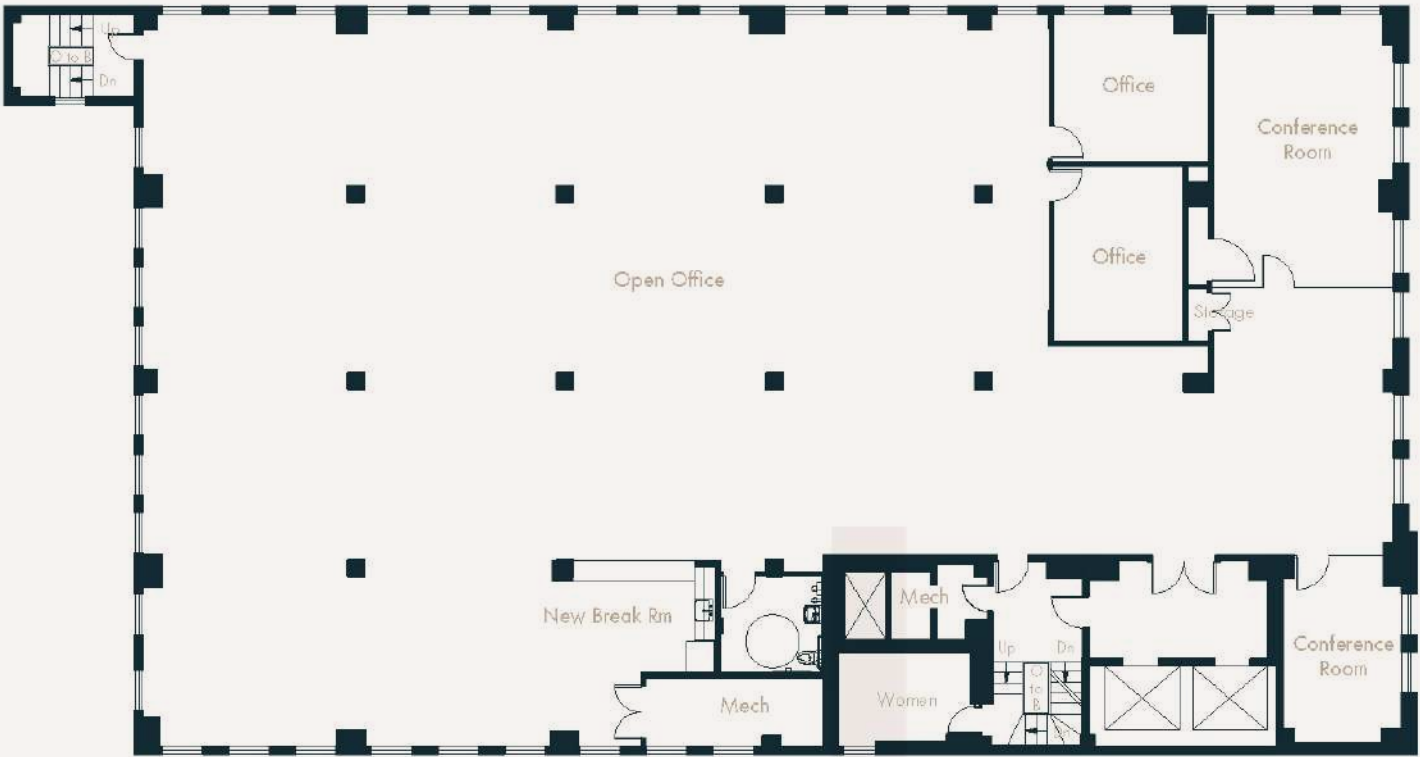 Up
O to B
Dn
Office
Conference
Room
Office
Open Office
Storage
Mech
New Break Rm
Up
Dn
Conference
Room
O
to
B
Women
Mech
Dn